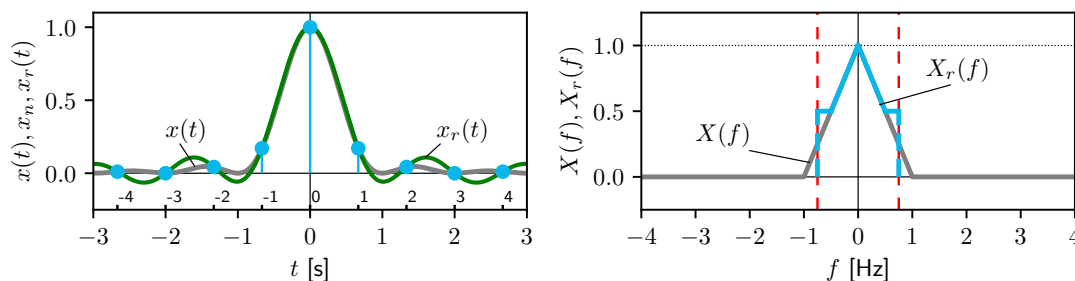 x(t), x_n, x_r(t)
1.0
0.5
0.0
x(t)
x_r(t)
-4 -3 -2 -1 0 1 2 3 4
−3 −2 −1 0 1 2 3
t [s]
X(f), X_r(f)
1.0
0.5
0.0
X_r(f)
X(f)
−4 −3 −2 −1 0 1 2 3 4
f [Hz]